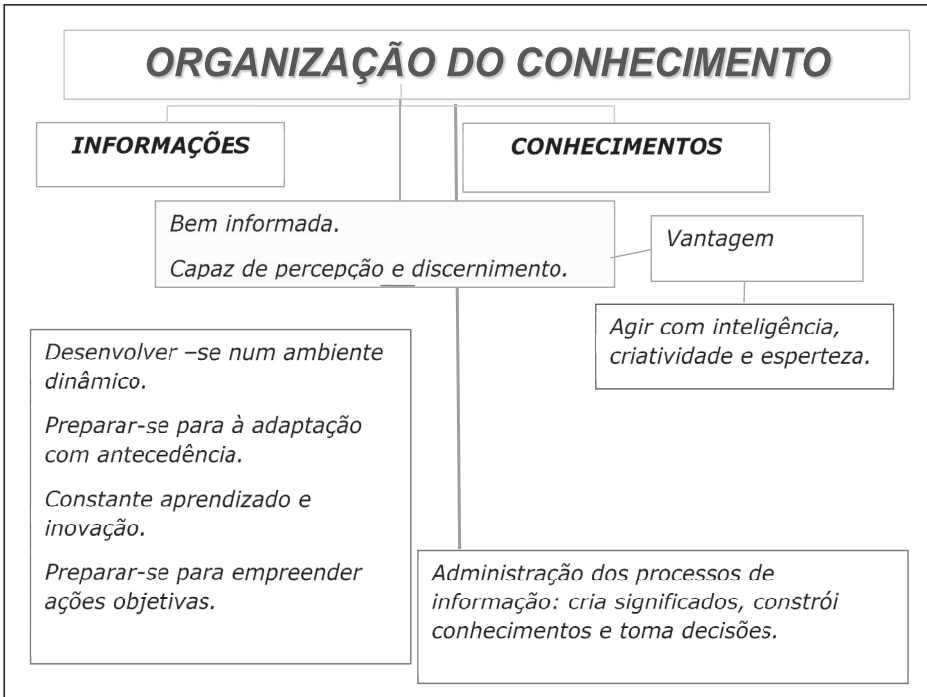 ORGANIZAÇÃO DO CONHECIMENTO
INFORMAÇÕES
CONHECIMENTOS
Bem informada.
Capaz de percepção e discernimento.
Vantagem
Agir com inteligência,
criatividade e esperteza.
Desenvolver –se num ambiente
dinâmico.
Preparar-se para à adaptação
com antecedência.
Constante aprendizado e
inovação.
Preparar-se para empreender
ações objetivas.
Administração dos processos de
informação: cria significados, constrói
conhecimentos e toma decisões.